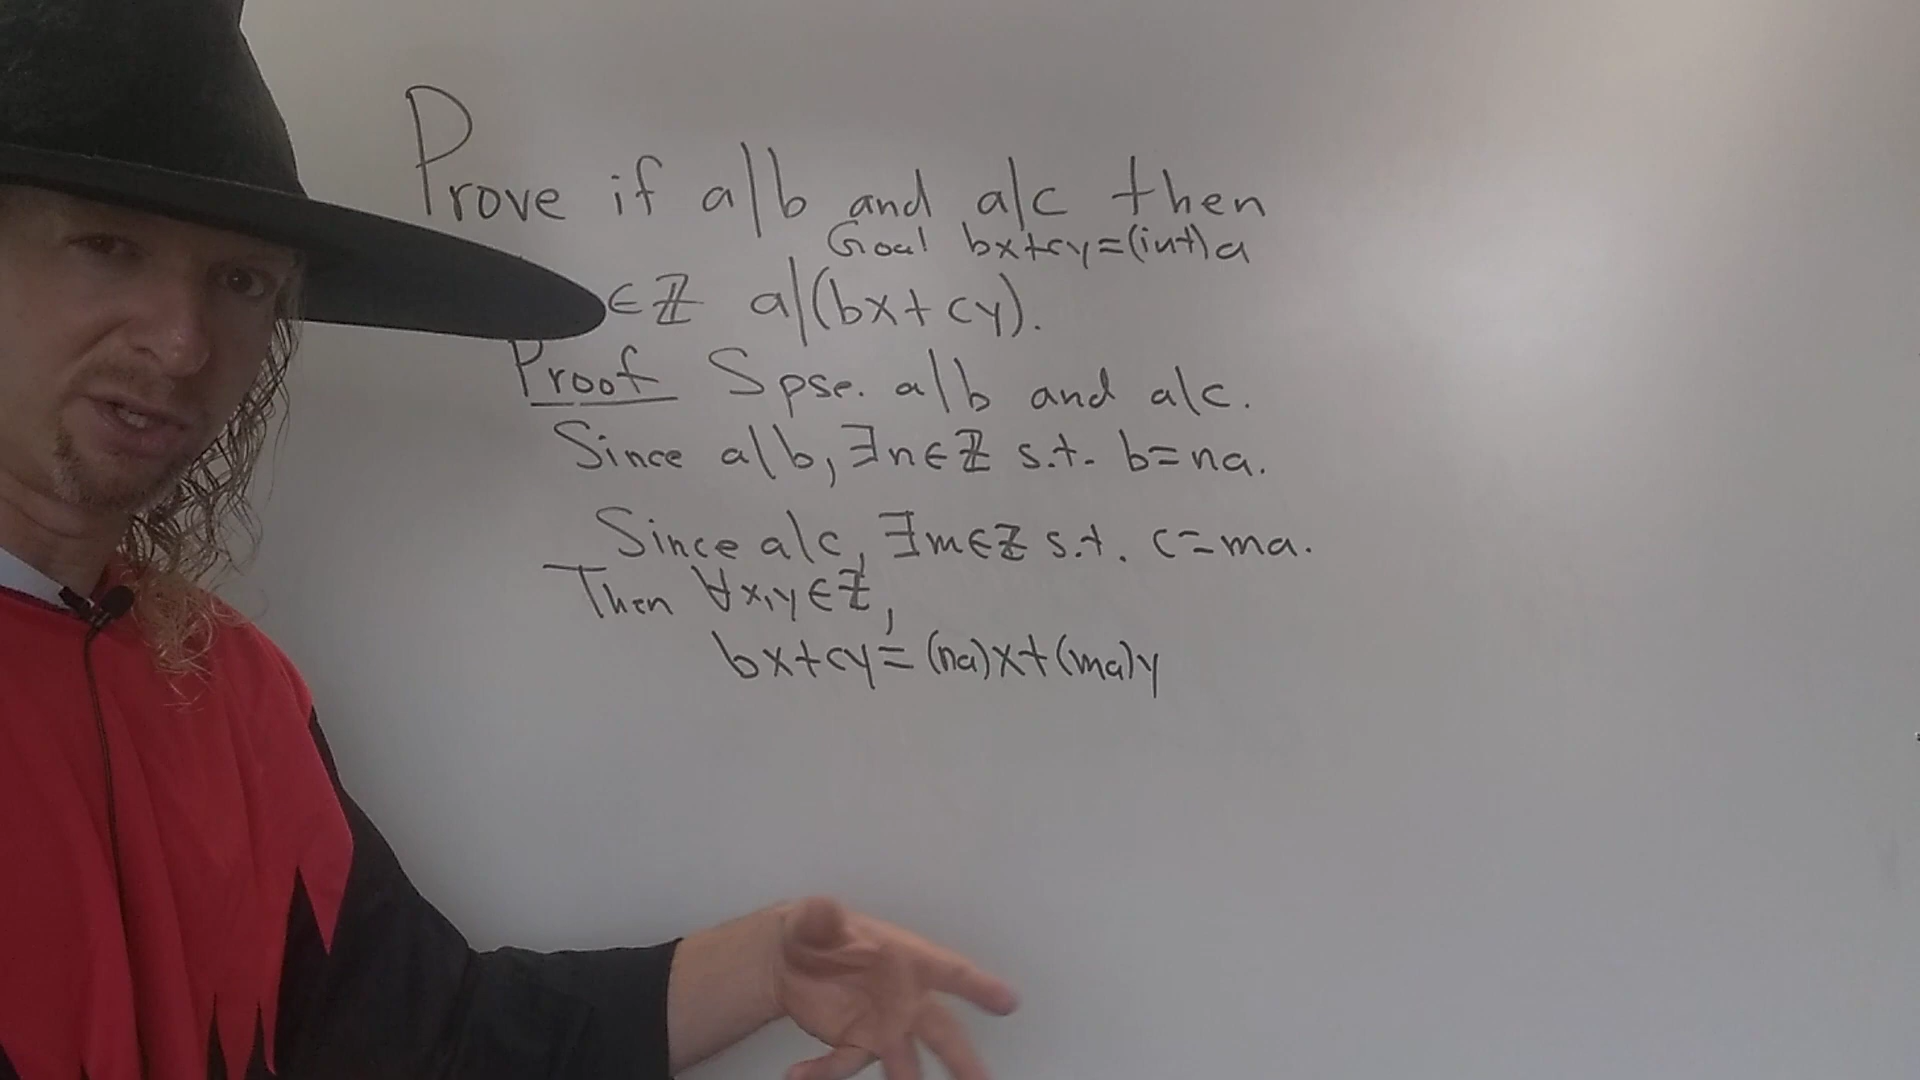 Prove if a|b and a|c then
Goal bx+cy=(int)a
∈ℤ a|(bx+cy).
Proof Spse. a|b and a|c.
Since a|b, ∃n∈ℤ s.t. b=na.
Since a|c, ∃m∈ℤ s.t. c=ma.
Then ∀x,y∈ℤ,
bx+cy=(na)x+(ma)y